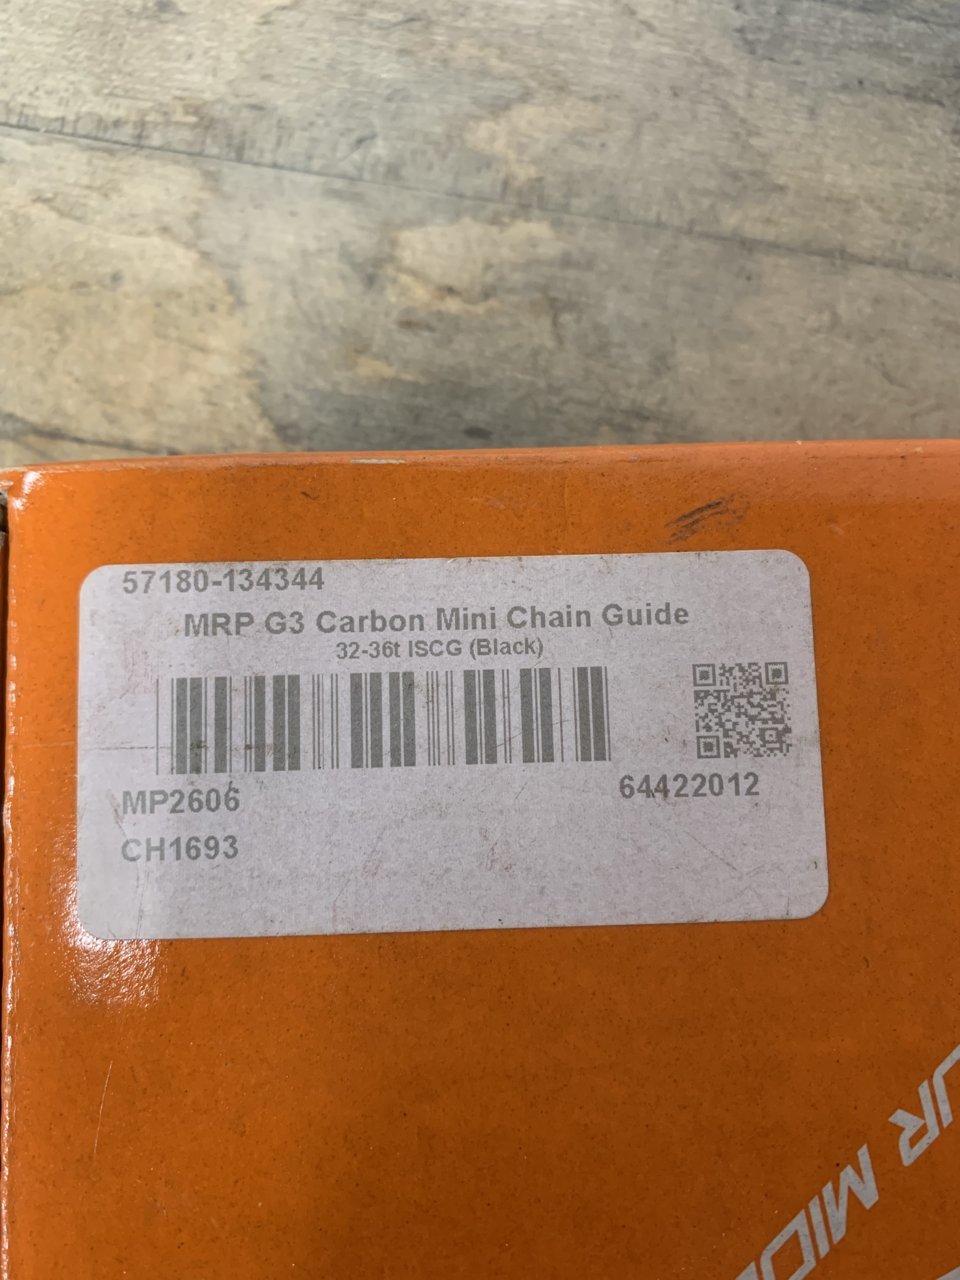 57180-134344
MRP G3 Carbon Mini Chain Guide
32-36t ISCG (Black)
MP2606
64422012
CH1693